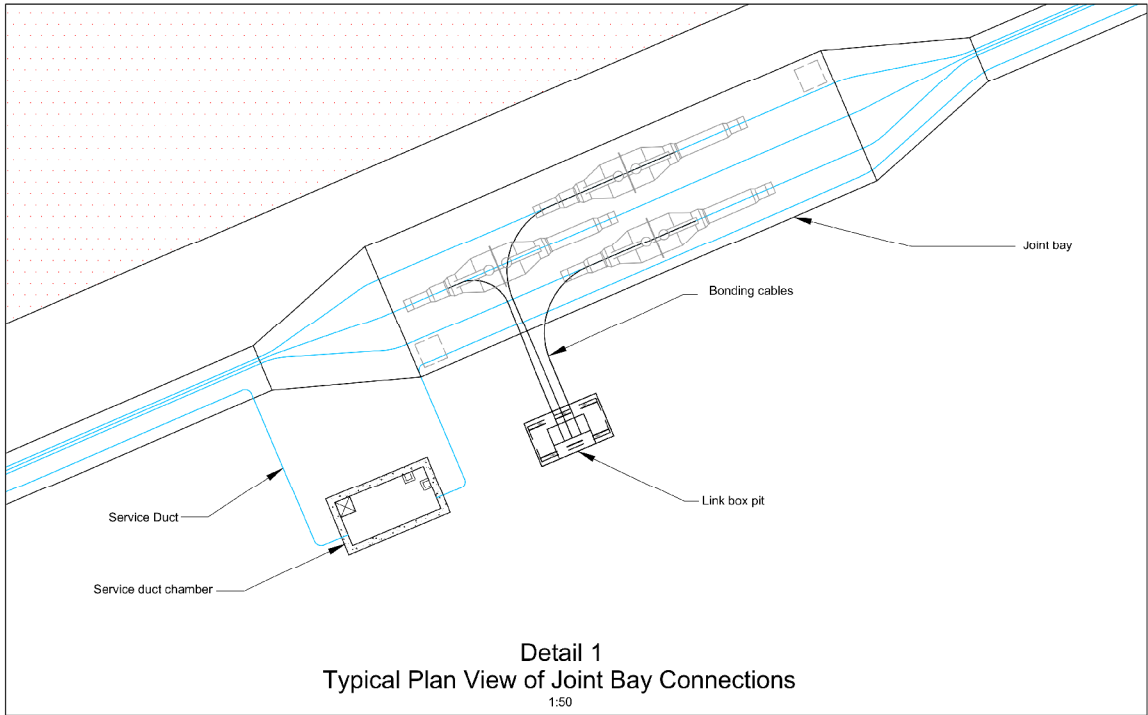 Joint bay
Bonding cables
Link box pit
Service Duct
Service duct chamber
Detail 1
Typical Plan View of Joint Bay Connections
1:50